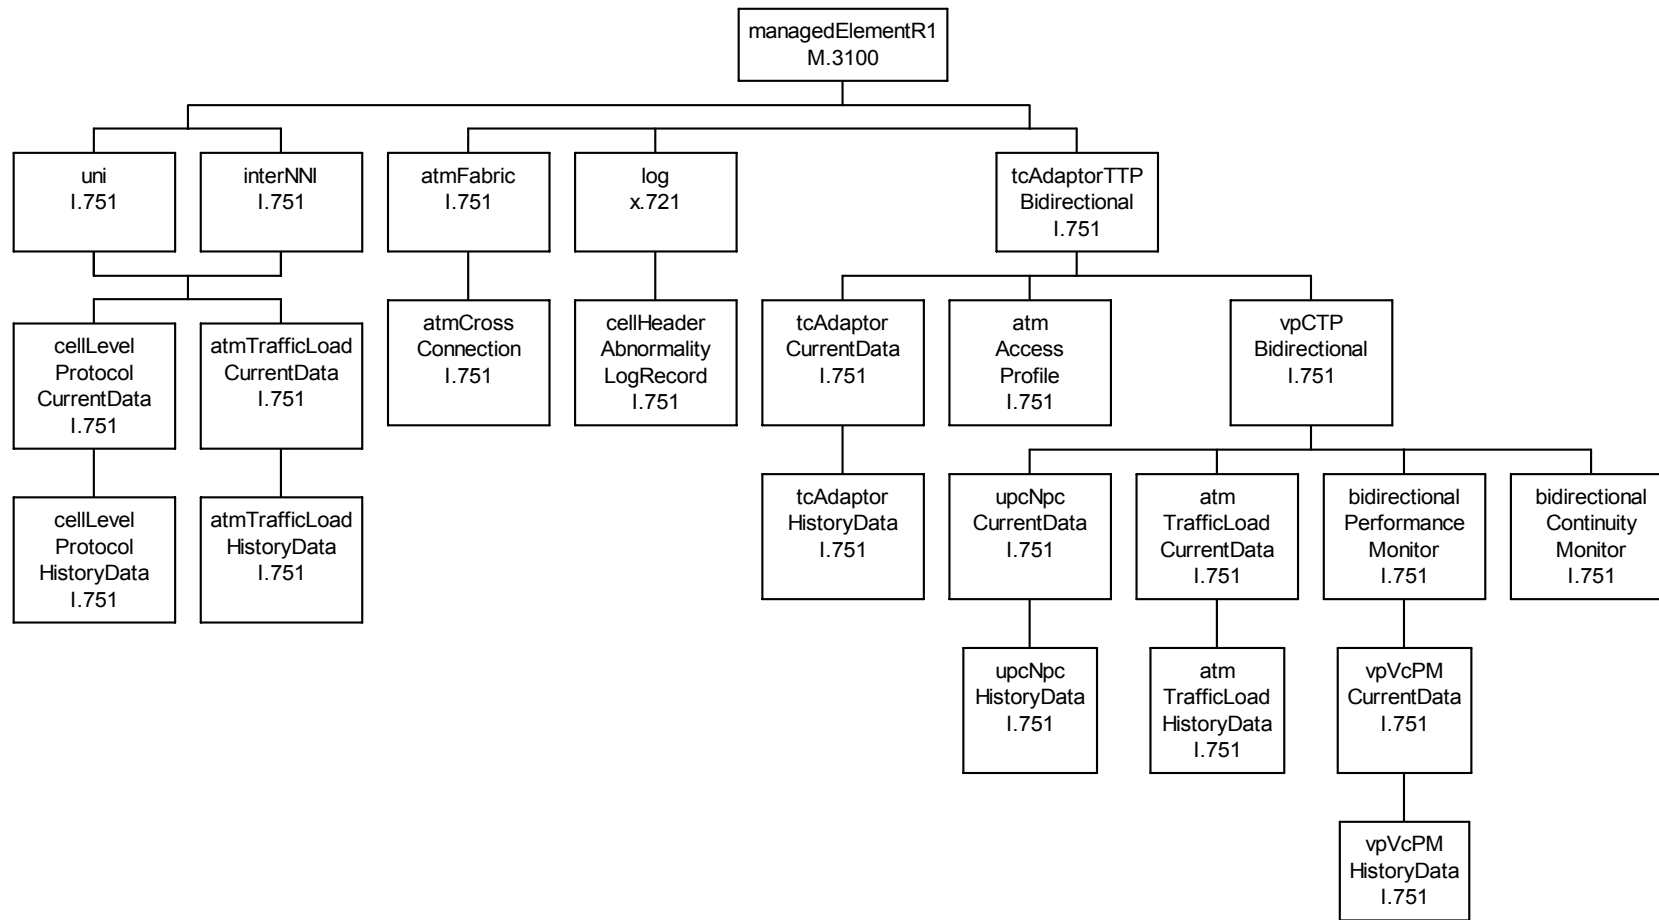 managedElementR1
M.3100
uni
I.751
interNNI
I.751
atmFabric
I.751
log
x.721
tcAdaptorTTP
Bidirectional
I.751
cellLevel
Protocol
CurrentData
I.751
atmTrafficLoad
CurrentData
I.751
atmCross
Connection
I.751
cellHeader
Abnormality
LogRecord
I.751
tcAdaptor
CurrentData
I.751
atm
Access
Profile
I.751
vpCTP
Bidirectional
I.751
cellLevel
Protocol
HistoryData
I.751
atmTrafficLoad
HistoryData
I.751
tcAdaptor
HistoryData
I.751
upcNpc
CurrentData
I.751
atm
TrafficLoad
CurrentData
I.751
bidirectional
Performance
Monitor
I.751
bidirectional
Continuity
Monitor
I.751
upcNpc
HistoryData
I.751
atm
TrafficLoad
HistoryData
I.751
vpVcPM
CurrentData
I.751
vpVcPM
HistoryData
I.751